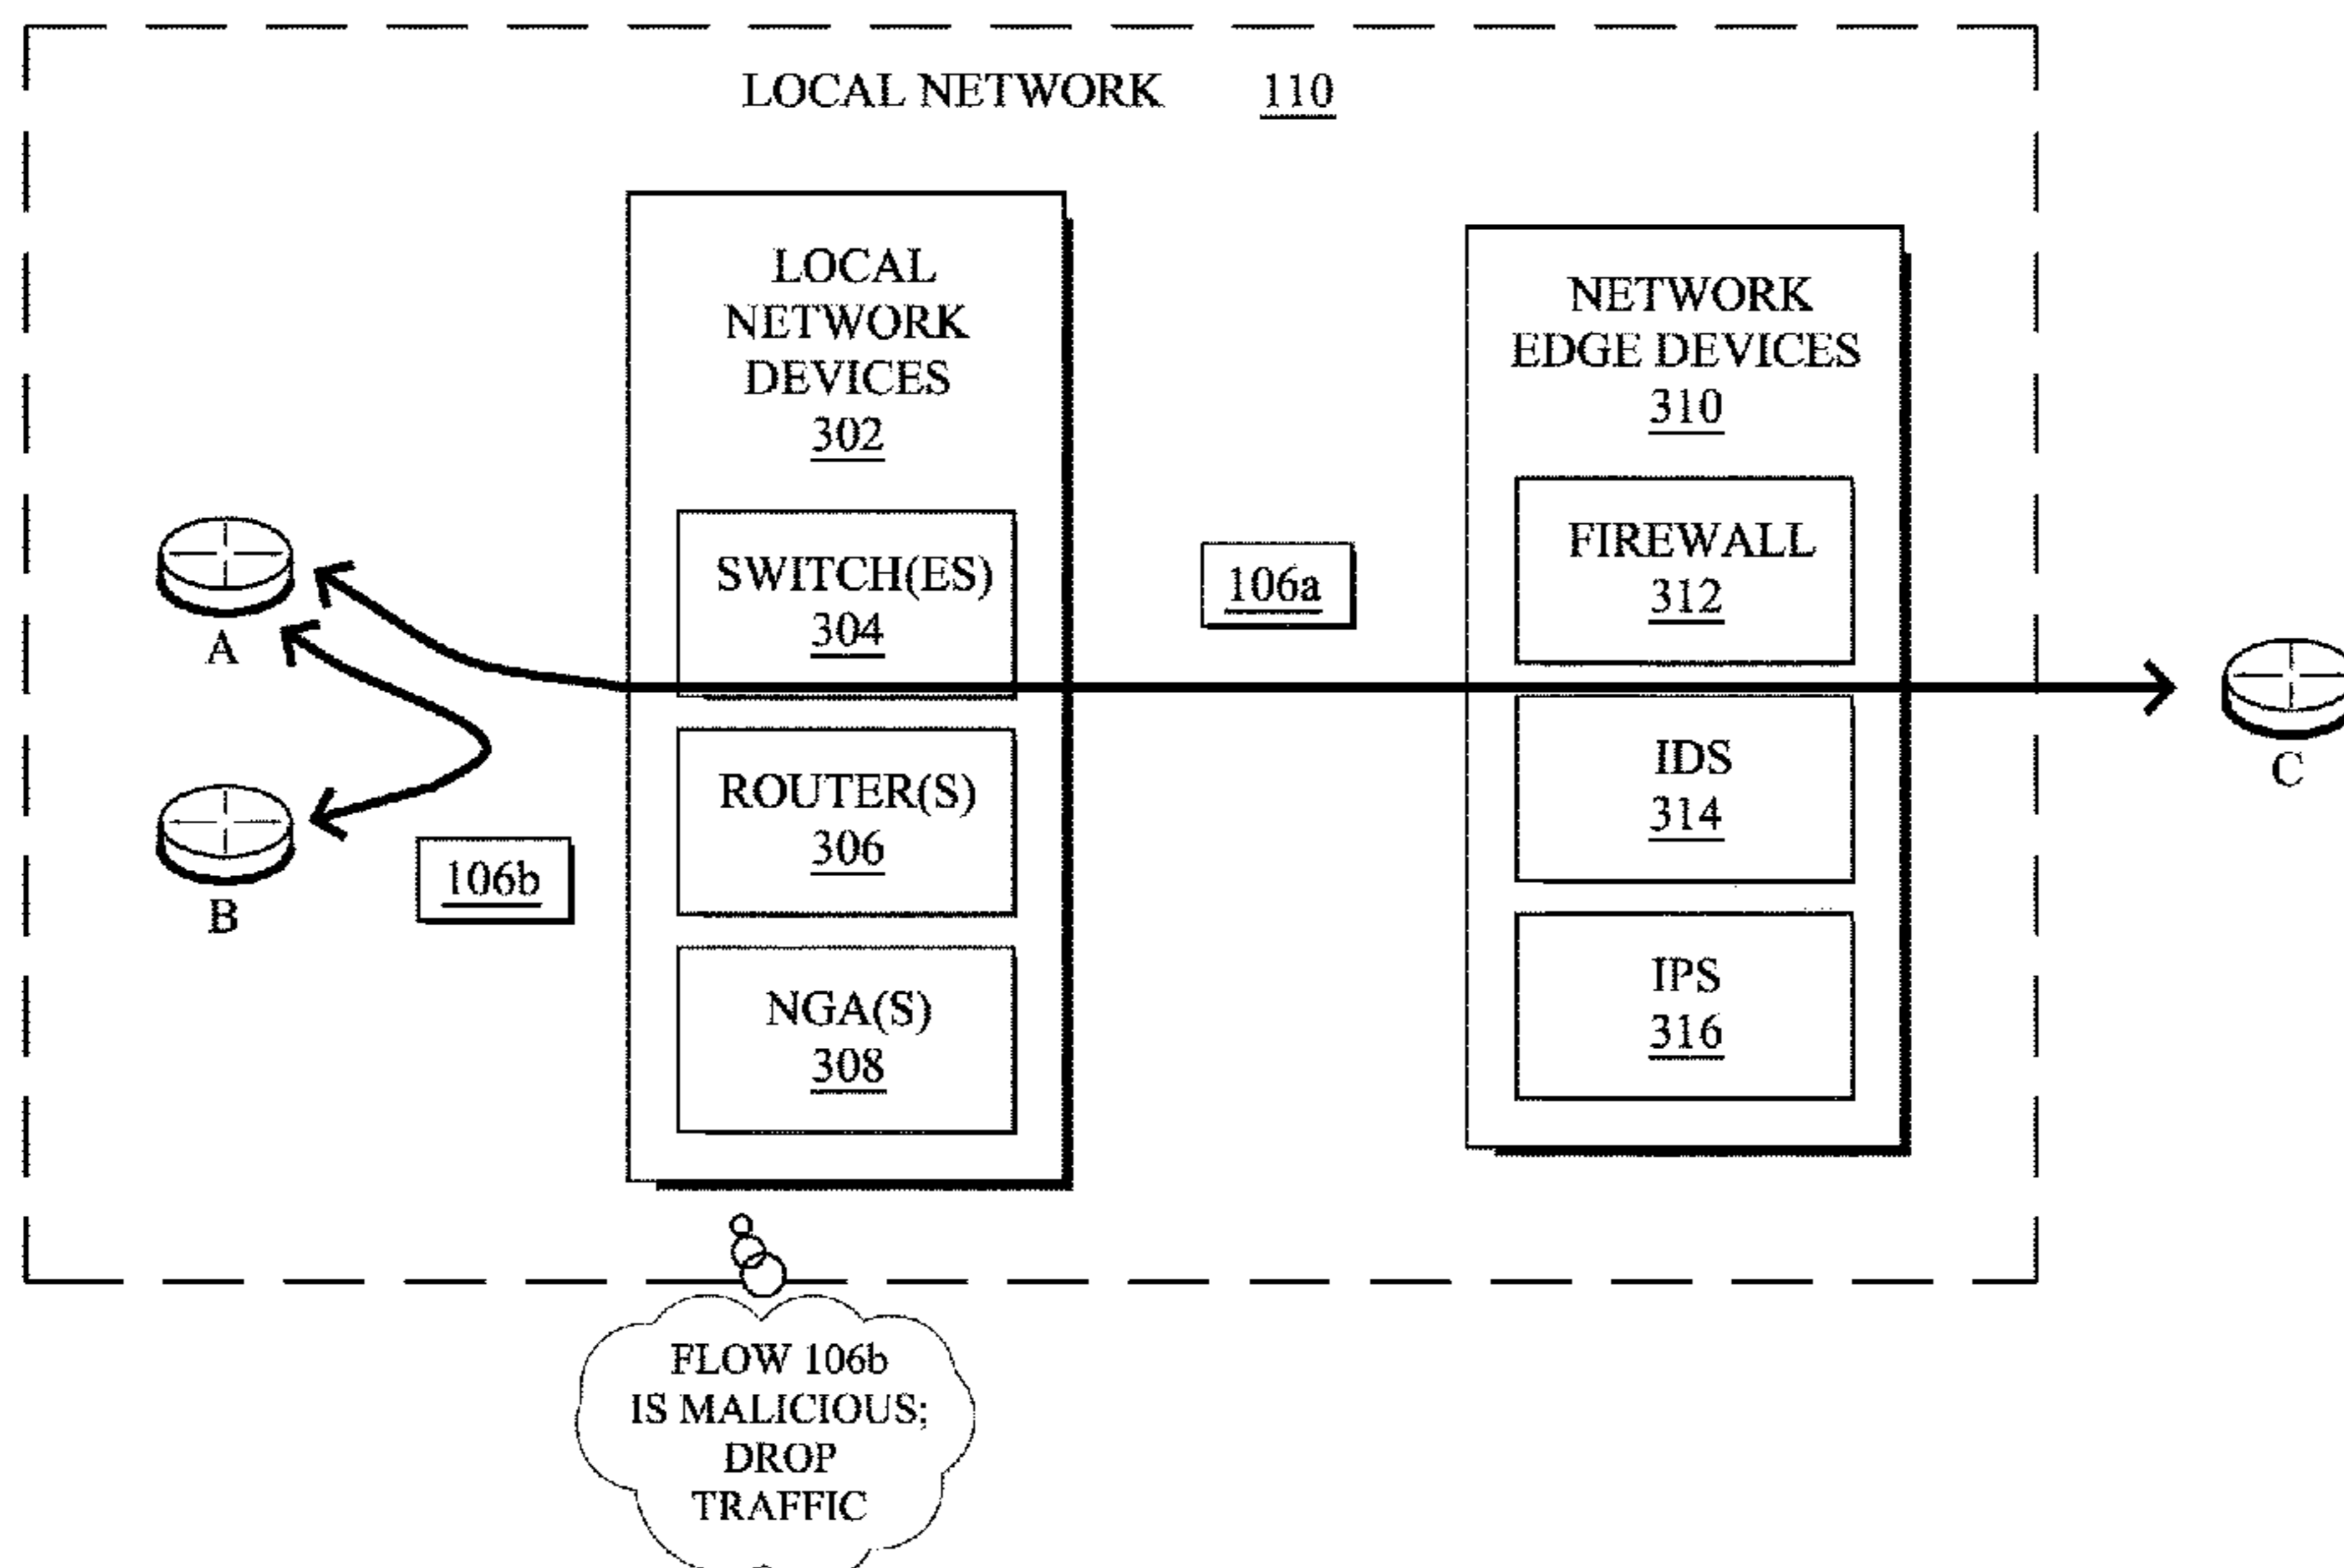 LOCAL NETWORK 110
LOCAL
NETWORK
DEVICES
302
SWITCH(ES)
304
ROUTER(S)
306
NGA(S)
308
NETWORK
EDGE DEVICES
310
FIREWALL
312
IDS
314
IPS
316
106a
A
B
106b
C
FLOW 106b
IS MALICIOUS;
DROP
TRAFFIC